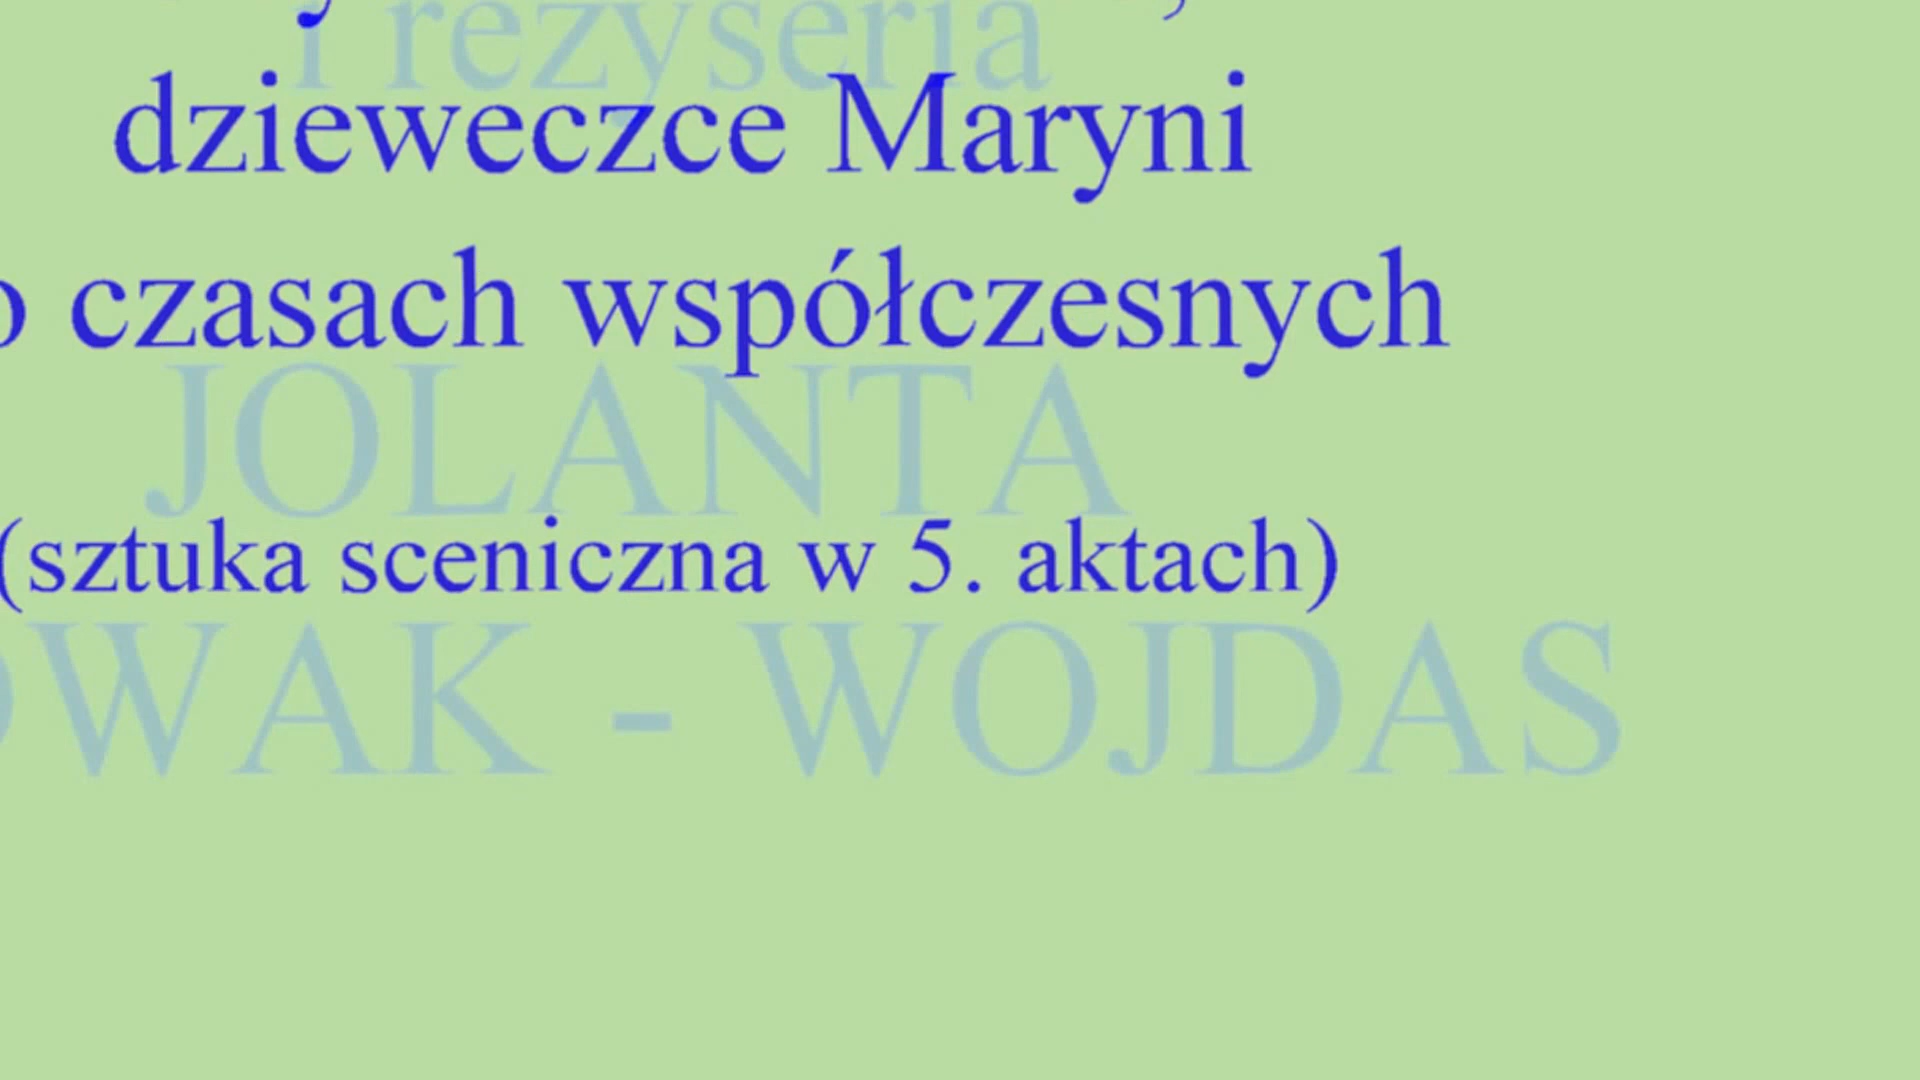 i reżyseria
dzieweczce Maryni
o czasach współczesnych
JOLANTA
(sztuka sceniczna w 5. aktach)
WAK - WOJDAS